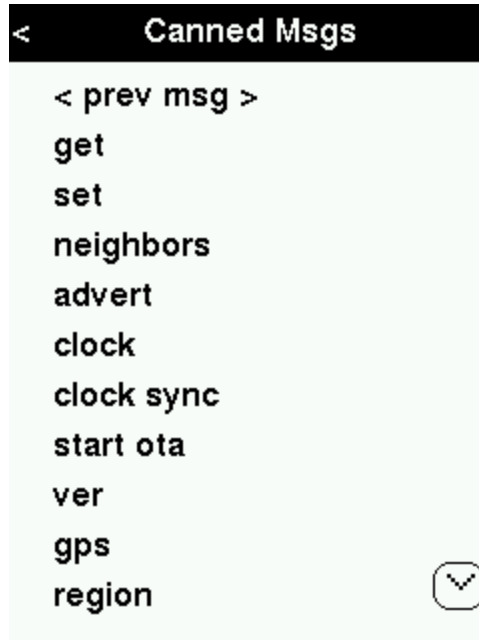 < Canned Msgs
< prev msg >
get
set
neighbors
advert
clock
clock sync
start ota
ver
gps
region